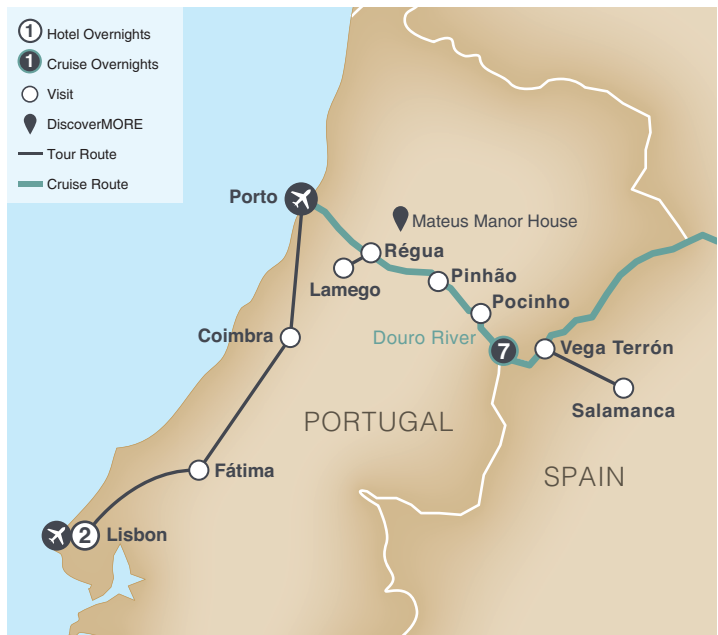 1 Hotel Overnights
1 Cruise Overnights
Visit
DiscoverMORE
Tour Route
Cruise Route
Porto
Mateus Manor House
Régua
Lamego
Pinhão
Pocinho
Coimbra
Douro River
7
Vega Terrón
Salamanca
PORTUGAL
Fátima
SPAIN
2 Lisbon